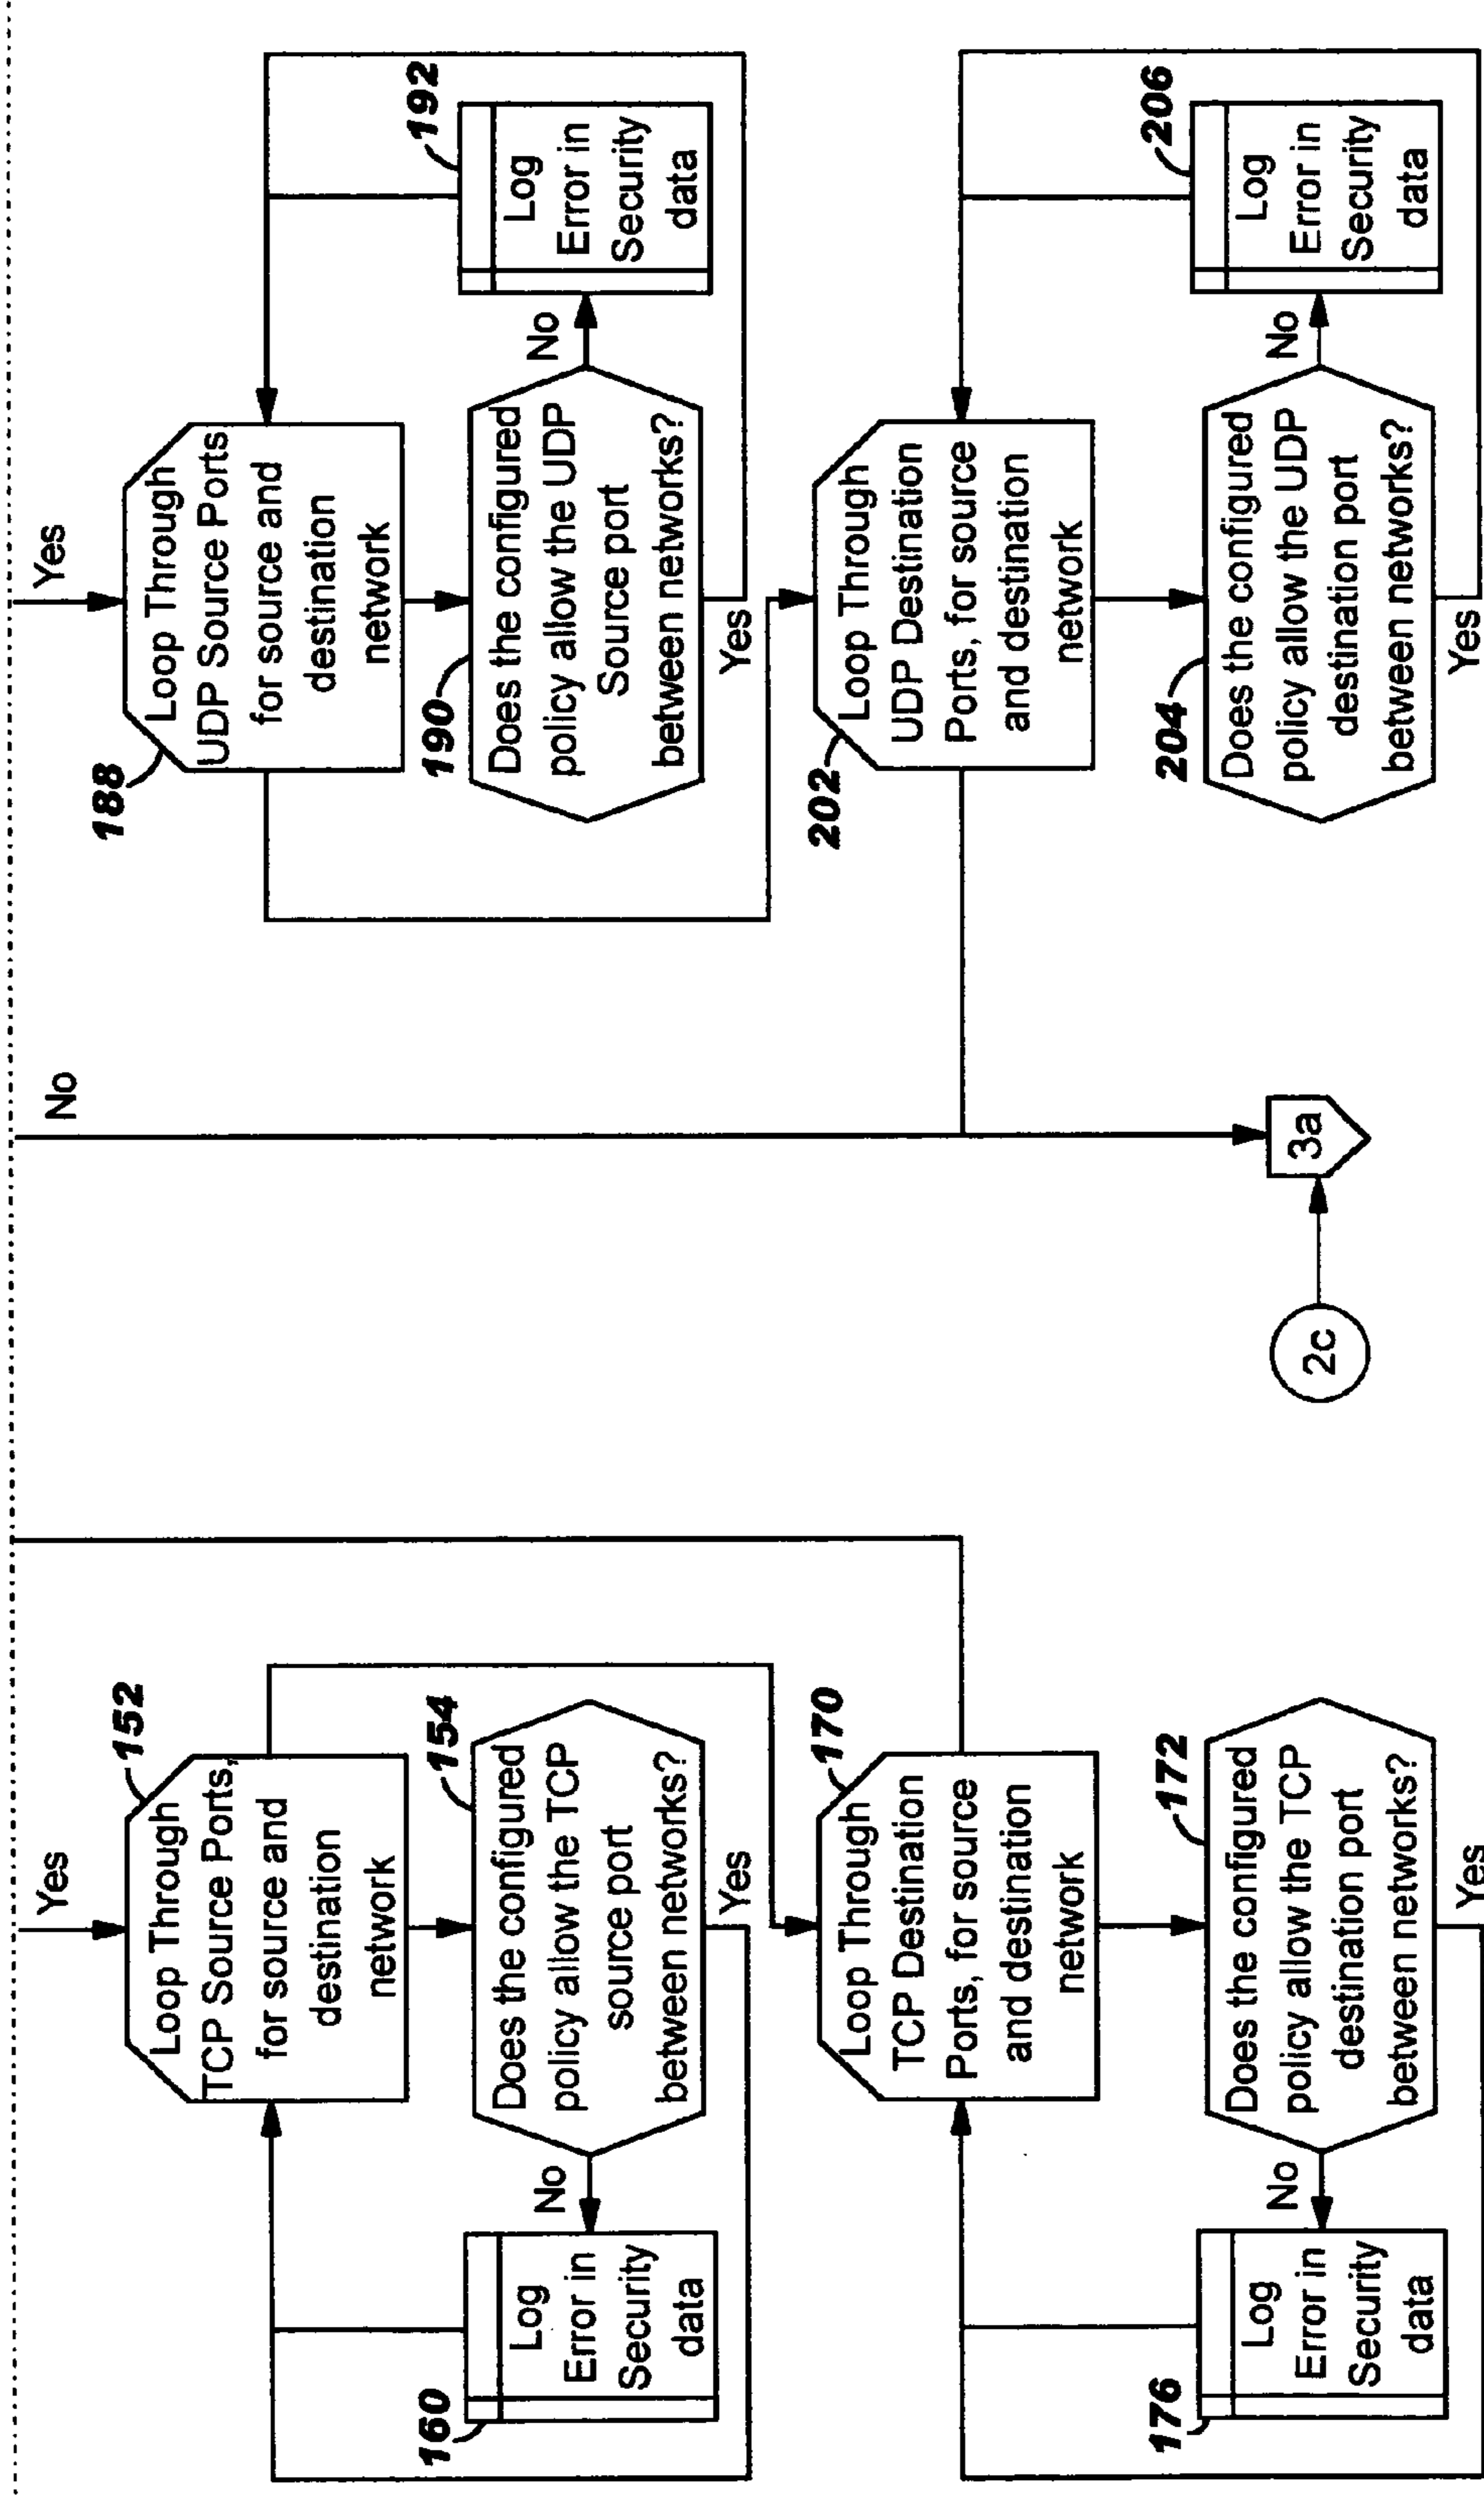 Yes
152
Loop Through
TCP Source Ports,
for source and
destination
network
154
Does the configured
policy allow the TCP
source port
between networks?
No
Yes
160
Log
Error in
Security
data
170
Loop Through
TCP Destination
Ports, for source
and destination
network
172
Does the configured
policy allow the TCP
destination port
between networks?
No
Yes
176
Log
Error in
Security
data
2c
3a
No
Yes
188
Loop Through
UDP Source Ports
for source and
destination
network
190
Does the configured
policy allow the UDP
Source port
between networks?
No
Yes
192
Log
Error in
Security
data
202
Loop Through
UDP Destination
Ports, for source
and destination
network
204
Does the configured
policy allow the UDP
destination port
between networks?
No
Yes
206
Log
Error in
Security
data